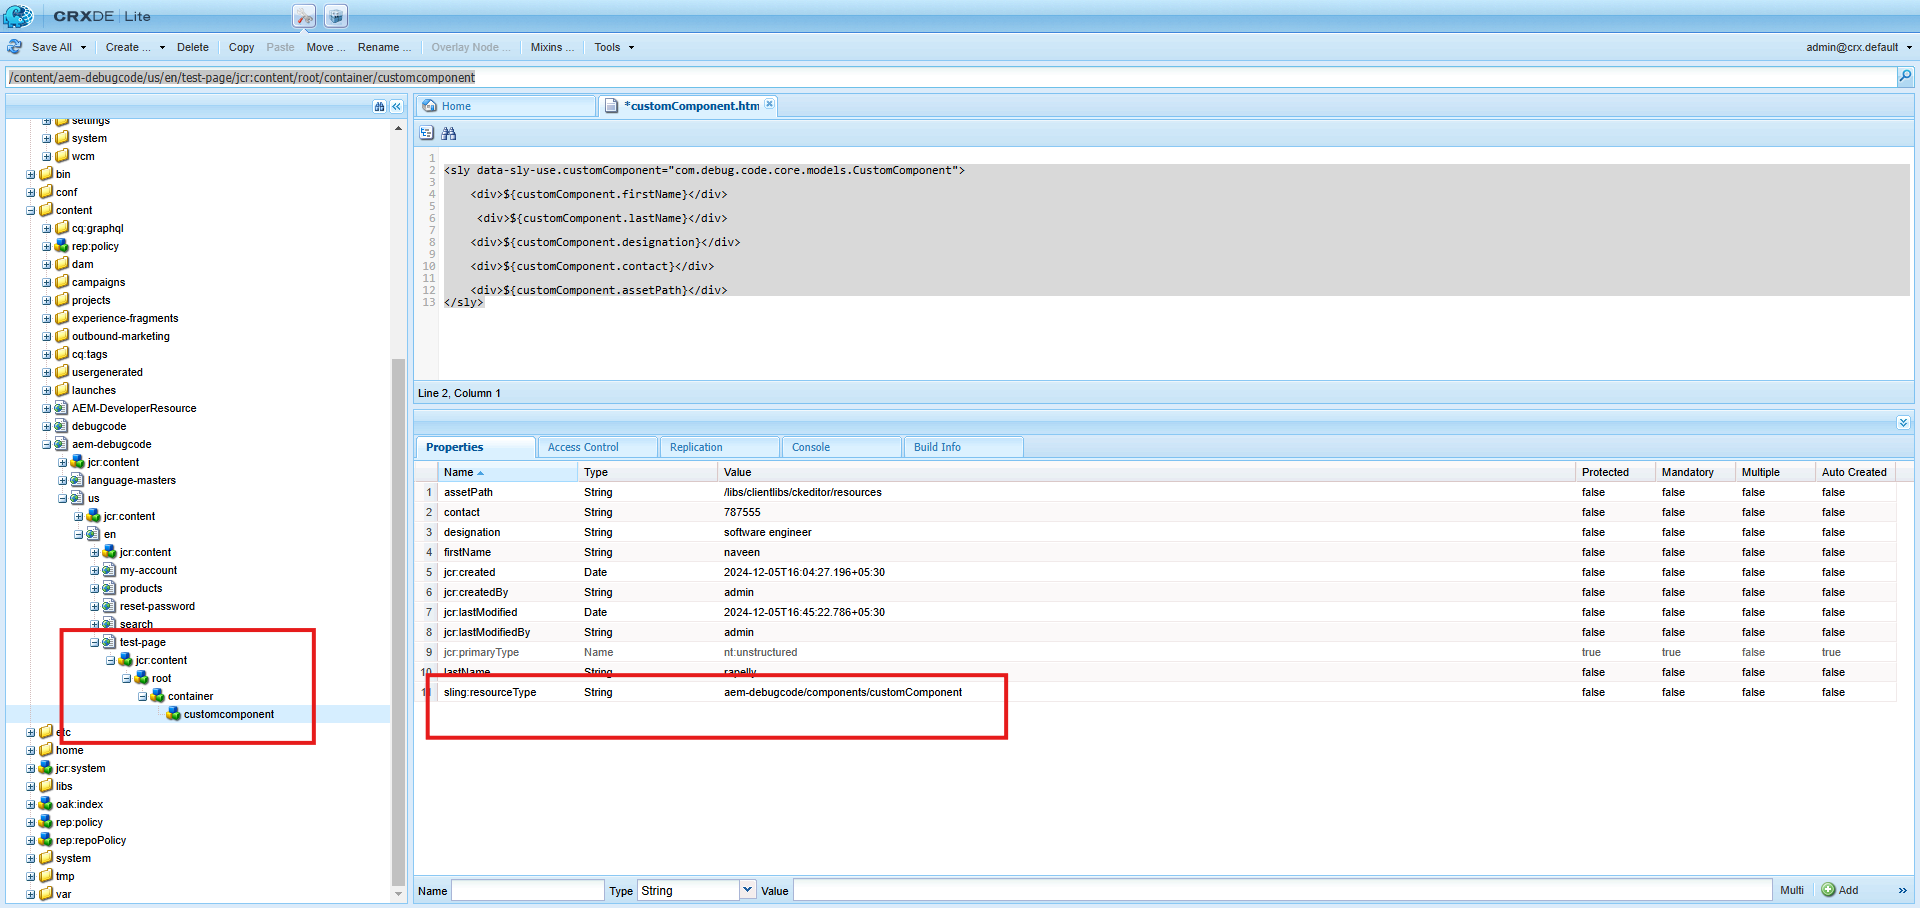 CRXDE | Lite
Save All Create ... Delete Copy Paste Move ... Rename ... Overlay Node ... Mixins ... Tools admin@crx.default
/content/aem-debugcode/us/en/test-page/jcr:content/root/container/customcomponent
settings
system
wcm
bin
conf
content
cq:graphql
rep:policy
dam
campaigns
projects
experience-fragments
outbound-marketing
cq:tags
usergenerated
launches
AEM-DeveloperResource
debugcode
aem-debugcode
jcr:content
language-masters
us
jcr:content
en
jcr:content
my-account
products
reset-password
search
test-page
jcr:content
root
container
customcomponent
etc
home
jcr:system
libs
oak:index
rep:policy
rep:repoPolicy
system
tmp
var
Home *customComponent.htm
1
2 <sly data-sly-use.customComponent="com.debug.code.core.models.CustomComponent">
3
4 <div>${customComponent.firstName}</div>
5
6 <div>${customComponent.lastName}</div>
7
8 <div>${customComponent.designation}</div>
9
10 <div>${customComponent.contact}</div>
11
12 <div>${customComponent.assetPath}</div>
13 </sly>
Line 2, Column 1
Properties Access Control Replication Console Build Info
Name Type Value Protected Mandatory Multiple Auto Created
1 assetPath String /libs/clientlibs/ckeditor/resources false false false false
2 contact String 787555 false false false false
3 designation String software engineer false false false false
4 firstName String naveen false false false false
5 jcr:created Date 2024-12-05T16:04:27.196+05:30 false false false false
6 jcr:createdBy String admin false false false false
7 jcr:lastModified Date 2024-12-05T16:45:22.786+05:30 false false false false
8 jcr:lastModifiedBy String admin false false false false
9 jcr:primaryType Name nt:unstructured true true false true
10 lastName String rapelly false false false false
11 sling:resourceType String aem-debugcode/components/customComponent false false false false
Name Type String Value Multi Add »